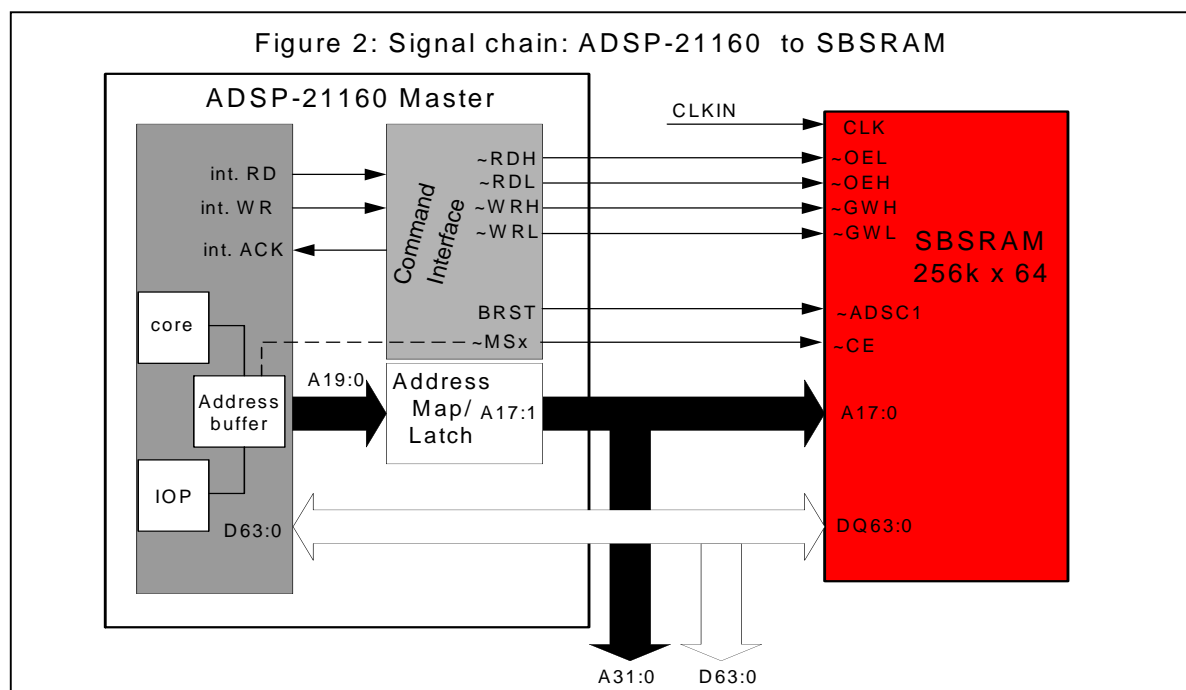 Figure 2: Signal chain: ADSP-21160 to SBSRAM
ADSP-21160 Master
CLKIN
CLK
int. RD
int. WR
int. ACK
Command
Interface
~RDH
~RDL
~WRH
~WRL
BRST
~MSx
~OEL
~OEH
~GWH
~GWL
SBSRAM
256k x 64
~ADSC1
~CE
core
Address
buffer
IOP
A19:0
Address
Map/
Latch
A17:1
A17:0
D63:0
DQ63:0
A31:0
D63:0